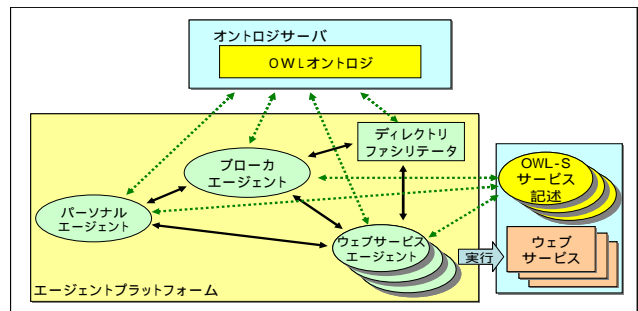 オントロジサーバ
OWLオントロジ
ディレクトリ
ファシリテータ
ブローカ
エージェント
OWL-S
サービス
記述
パーソナル
エージェント
ウェブサービス
エージェント
実行
ウェブ
サービス
エージェントプラットフォーム